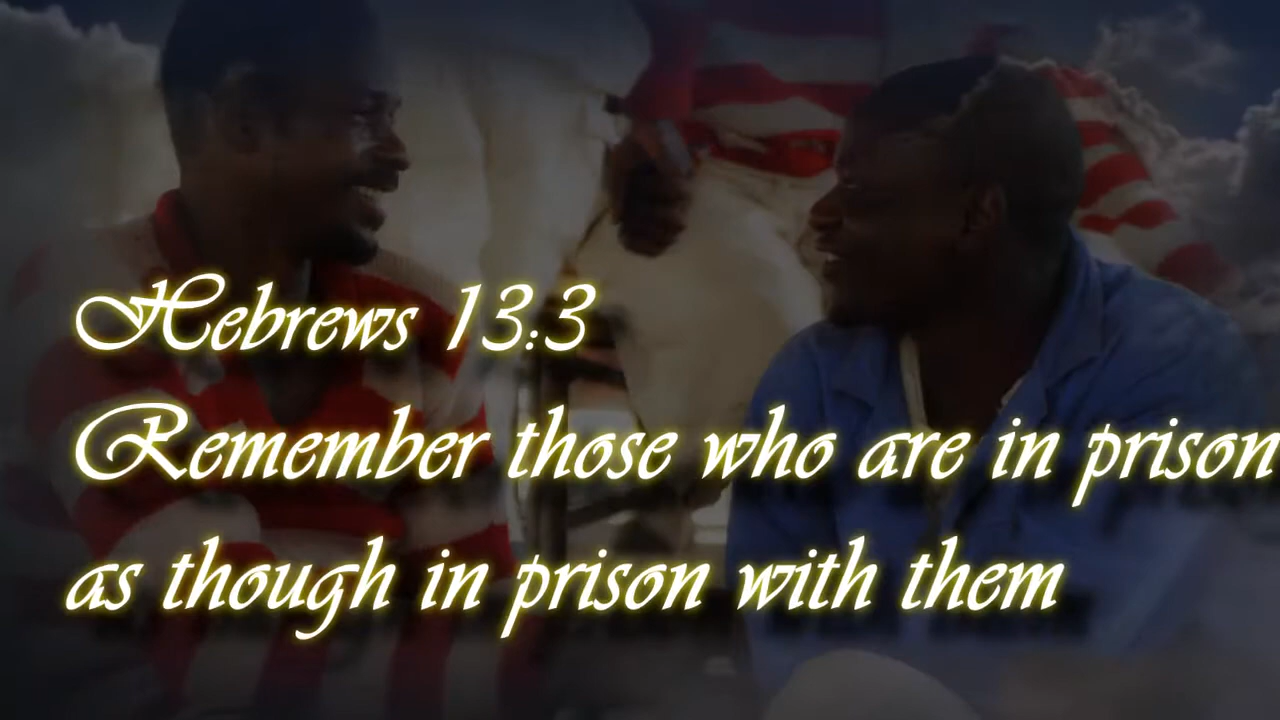 Hebrews 13:3
Remember those who are in prison
as though in prison with them